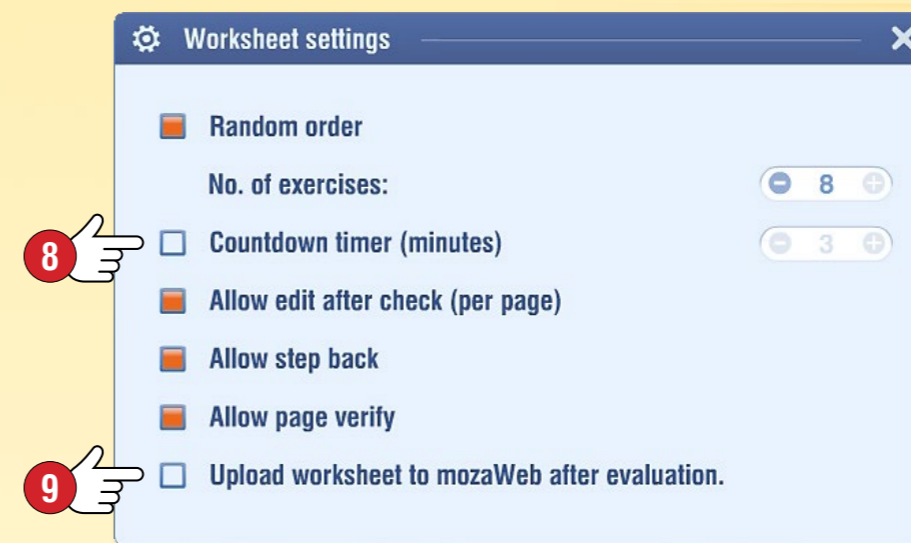 Worksheet settings
Random order
No. of exercises: 8
8 Countdown timer (minutes) 3
Allow edit after check (per page)
Allow step back
Allow page verify
9 Upload worksheet to mozaWeb after evaluation.